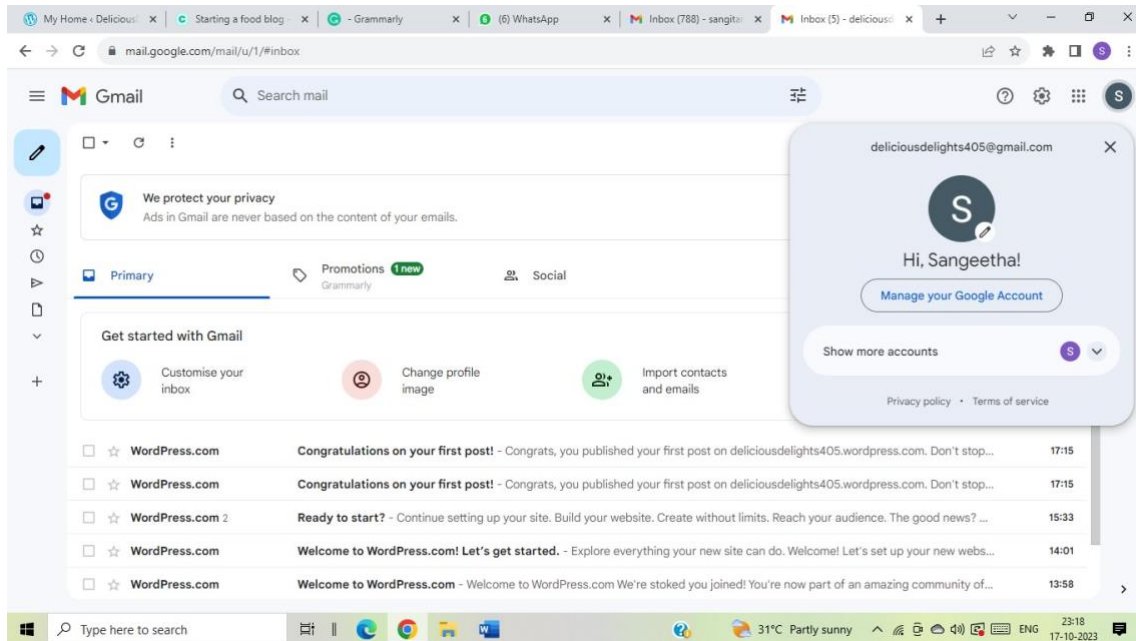 My Home ‹ Delicious
Starting a food blog -
- Grammarly
(6) WhatsApp
Inbox (788) - sangita
Inbox (5) - deliciousd
mail.google.com/mail/u/1/#inbox
S
Gmail
Search mail
S
deliciousdelights405@gmail.com
S
Hi, Sangeetha!
Manage your Google Account
Show more accounts
S
Privacy policy • Terms of service
We protect your privacy
Ads in Gmail are never based on the content of your emails.
Primary
Promotions 1 new
Grammarly
Social
Get started with Gmail
Customise your
inbox
Change profile
image
Import contacts
and emails
WordPress.com Congratulations on your first post! - Congrats, you published your first post on deliciousdelights405.wordpress.com. Don't stop... 17:15
WordPress.com Congratulations on your first post! - Congrats, you published your first post on deliciousdelights405.wordpress.com. Don't stop... 17:15
WordPress.com 2 Ready to start? - Continue setting up your site. Build your website. Create without limits. Reach your audience. The good news? ... 15:33
WordPress.com Welcome to WordPress.com! Let's get started. - Explore everything your new site can do. Welcome! Let's set up your new webs... 14:01
WordPress.com Welcome to WordPress.com - Welcome to WordPress.com We're stoked you joined! You're now part of an amazing community of... 13:58
Type here to search
31°C Partly sunny
ENG
23:18
17-10-2023